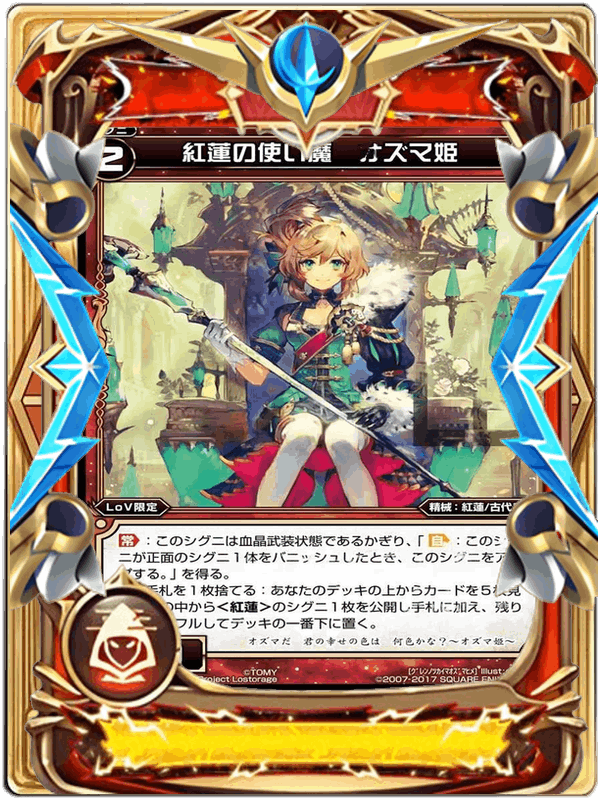 2
紅蓮の使い魔 オズマ姫
LoV限定
精械:紅蓮/古代
常:このシグニは血晶武装状態であるかぎり、「自:このシ
ニが正面のシグニ1体をバニッシュしたとき、このシグニをア
する。」を得る。
手札を1枚捨てる:あなたのデッキの上からカードを5枚見
の中から<紅蓮>のシグニ1枚を公開し手札に加え、残り
フルしてデッキの一番下に置く。
オズマだ 君の幸せの色は 何色かな?~オズマ姫~
©TOMY
Project Lostorage
Illust:
©2007-2017 SQUARE ENI